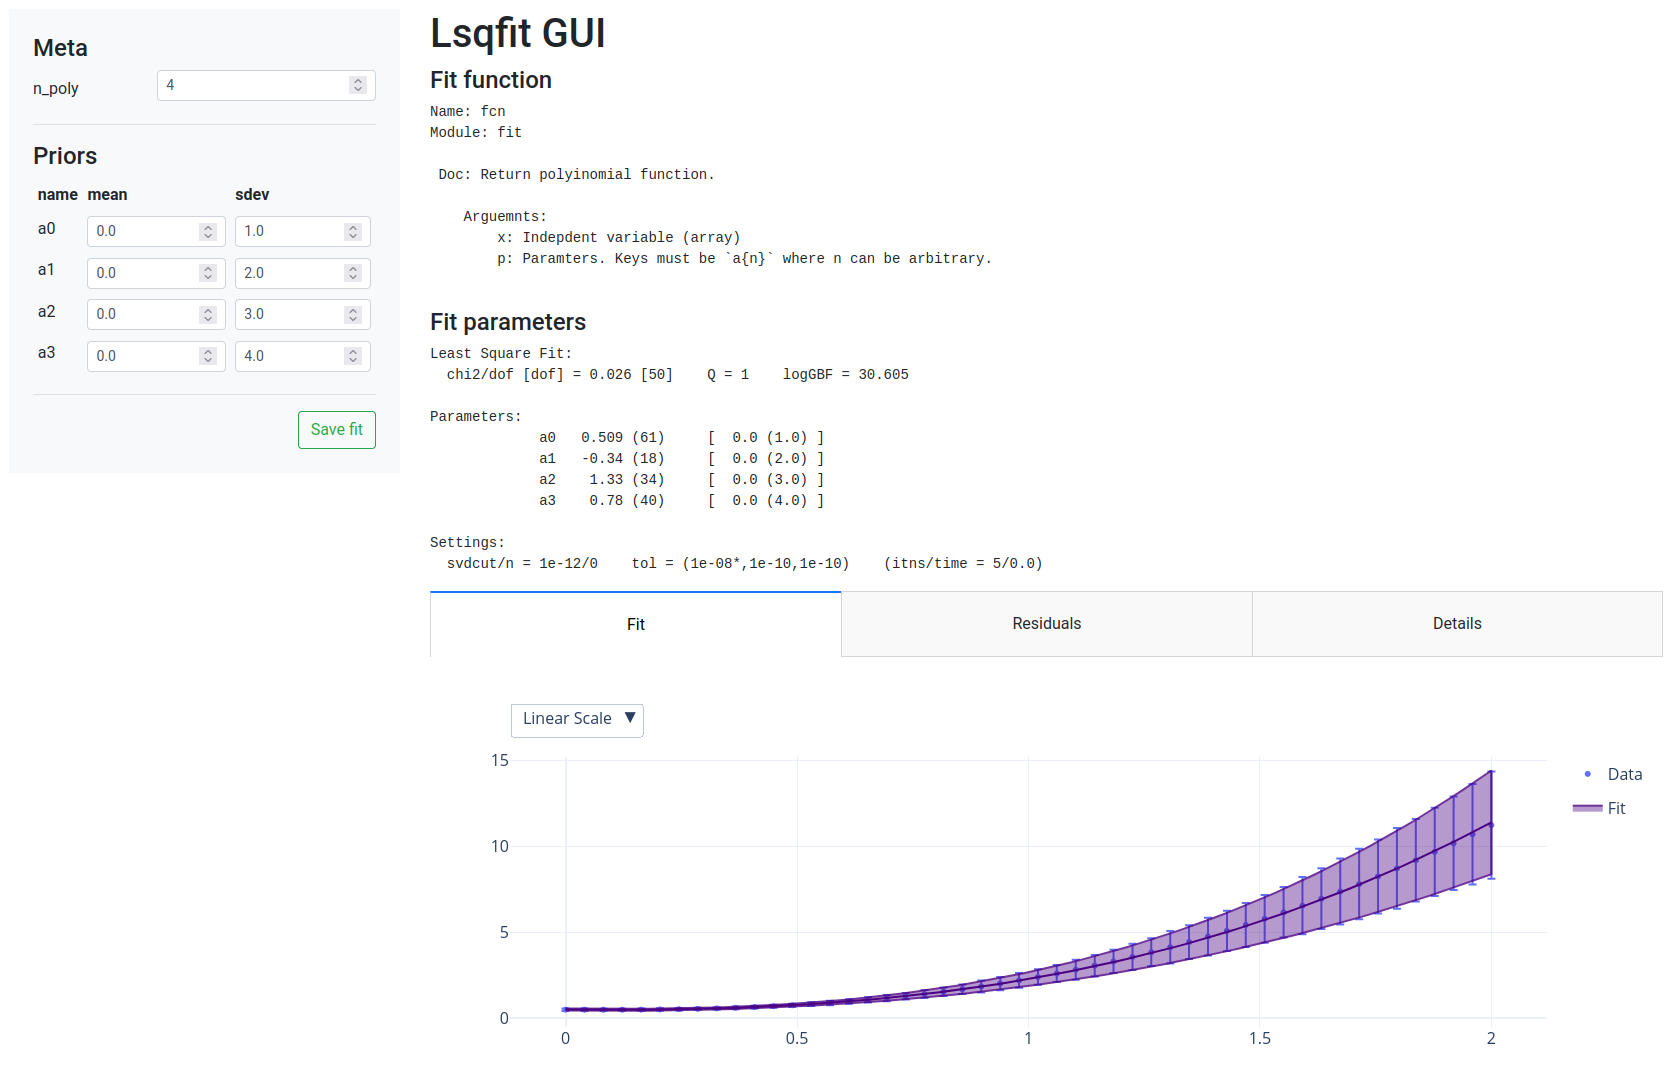 Meta
n_poly 4
Priors
name mean sdev
a0 0.0 1.0
a1 0.0 2.0
a2 0.0 3.0
a3 0.0 4.0
Save fit
Lsqfit GUI
Fit function
Name: fcn
Module: fit
Doc: Return polyinomial function.
Arguemnts:
x: Indepdent variable (array)
p: Paramters. Keys must be `a{n}` where n can be arbitrary.
Fit parameters
Least Square Fit:
chi2/dof [dof] = 0.026 [50] Q = 1 logGBF = 30.605
Parameters:
a0 0.509 (61) [ 0.0 (1.0) ]
a1 -0.34 (18) [ 0.0 (2.0) ]
a2 1.33 (34) [ 0.0 (3.0) ]
a3 0.78 (40) [ 0.0 (4.0) ]
Settings:
svdcut/n = 1e-12/0 tol = (1e-08*,1e-10,1e-10) (itns/time = 5/0.0)
Fit Residuals Details
Linear Scale ▼
15
10
5
0
0 0.5 1 1.5 2
Data
Fit